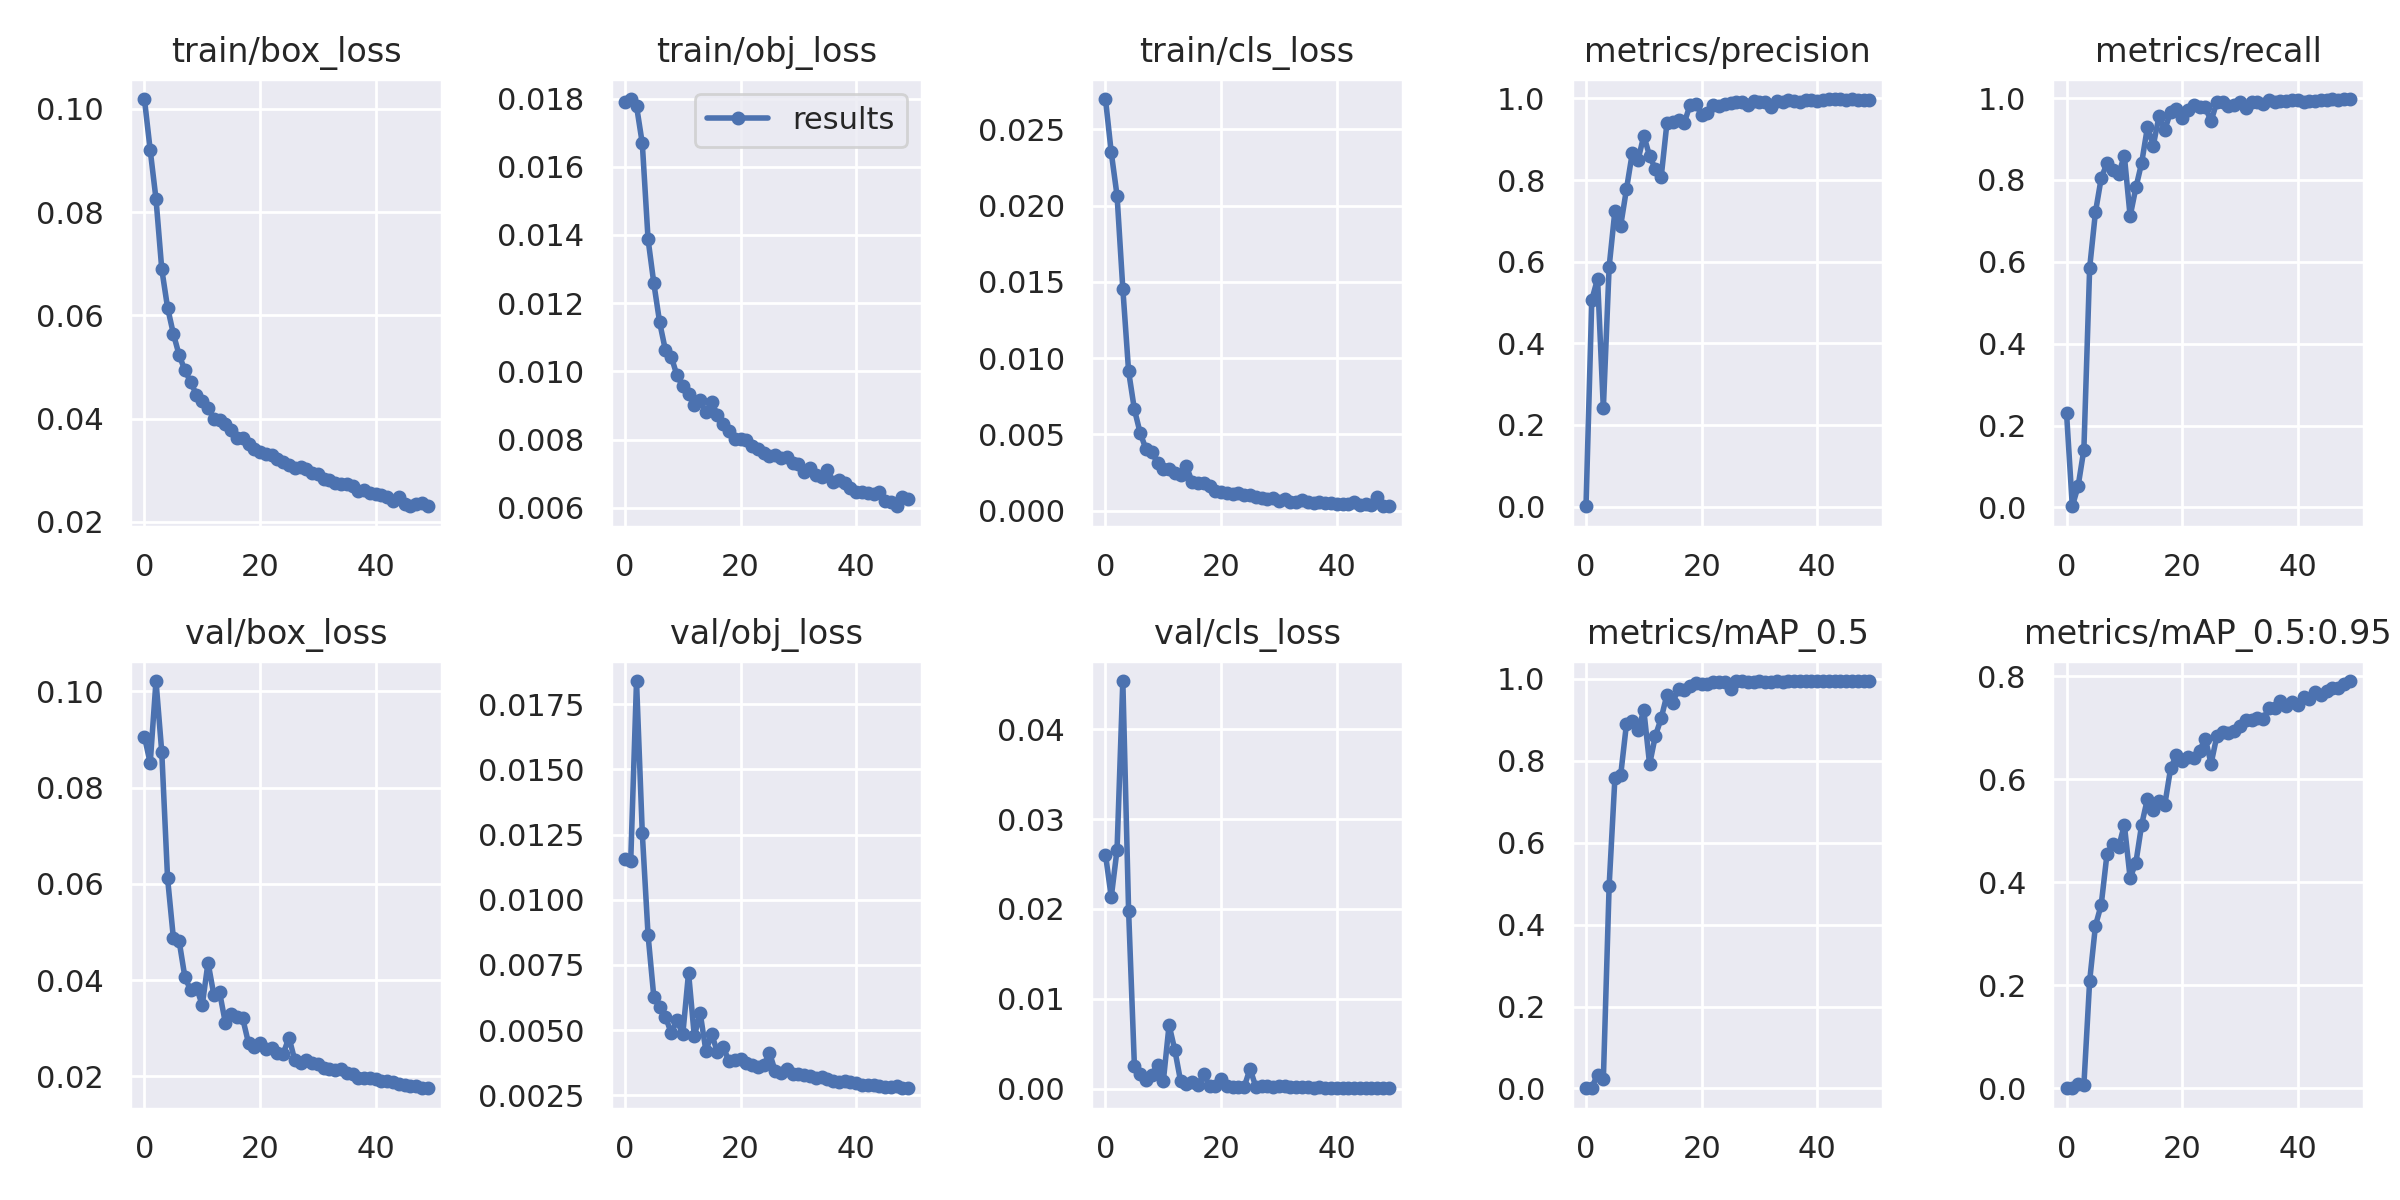 train/box_loss
0.10
0.08
0.06
0.04
0.02
0 20 40
train/obj_loss
results
0.018
0.016
0.014
0.012
0.010
0.008
0.006
0 20 40
train/cls_loss
0.025
0.020
0.015
0.010
0.005
0.000
0 20 40
metrics/precision
1.0
0.8
0.6
0.4
0.2
0.0
0 20 40
metrics/recall
1.0
0.8
0.6
0.4
0.2
0.0
0 20 40
val/box_loss
0.10
0.08
0.06
0.04
0.02
0 20 40
val/obj_loss
0.0175
0.0150
0.0125
0.0100
0.0075
0.0050
0.0025
0 20 40
val/cls_loss
0.04
0.03
0.02
0.01
0.00
0 20 40
metrics/mAP_0.5
1.0
0.8
0.6
0.4
0.2
0.0
0 20 40
metrics/mAP_0.5:0.95
0.8
0.6
0.4
0.2
0.0
0 20 40